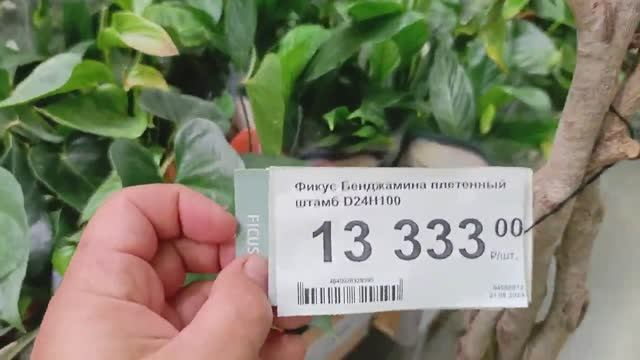 FICUS
Фикус Бенджамина плетенный
штамб D24H100
13 333 00
₽/шт.